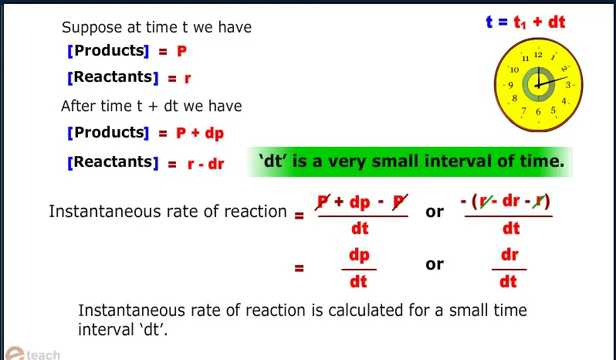 Suppose at time t we have
t = t₁ + dt
[Products] = P
[Reactants] = r
After time t + dt we have
[Products] = P + dp
[Reactants] = r - dr
‘dt’ is a very small interval of time.
12
11 1
10 2
9 3
8 4
7 5
6
Instantaneous rate of reaction = P + dp - P / dt or - (r - dr - r) / dt
= dp / dt or dr / dt
Instantaneous rate of reaction is calculated for a small time
interval ‘dt’.
e teach